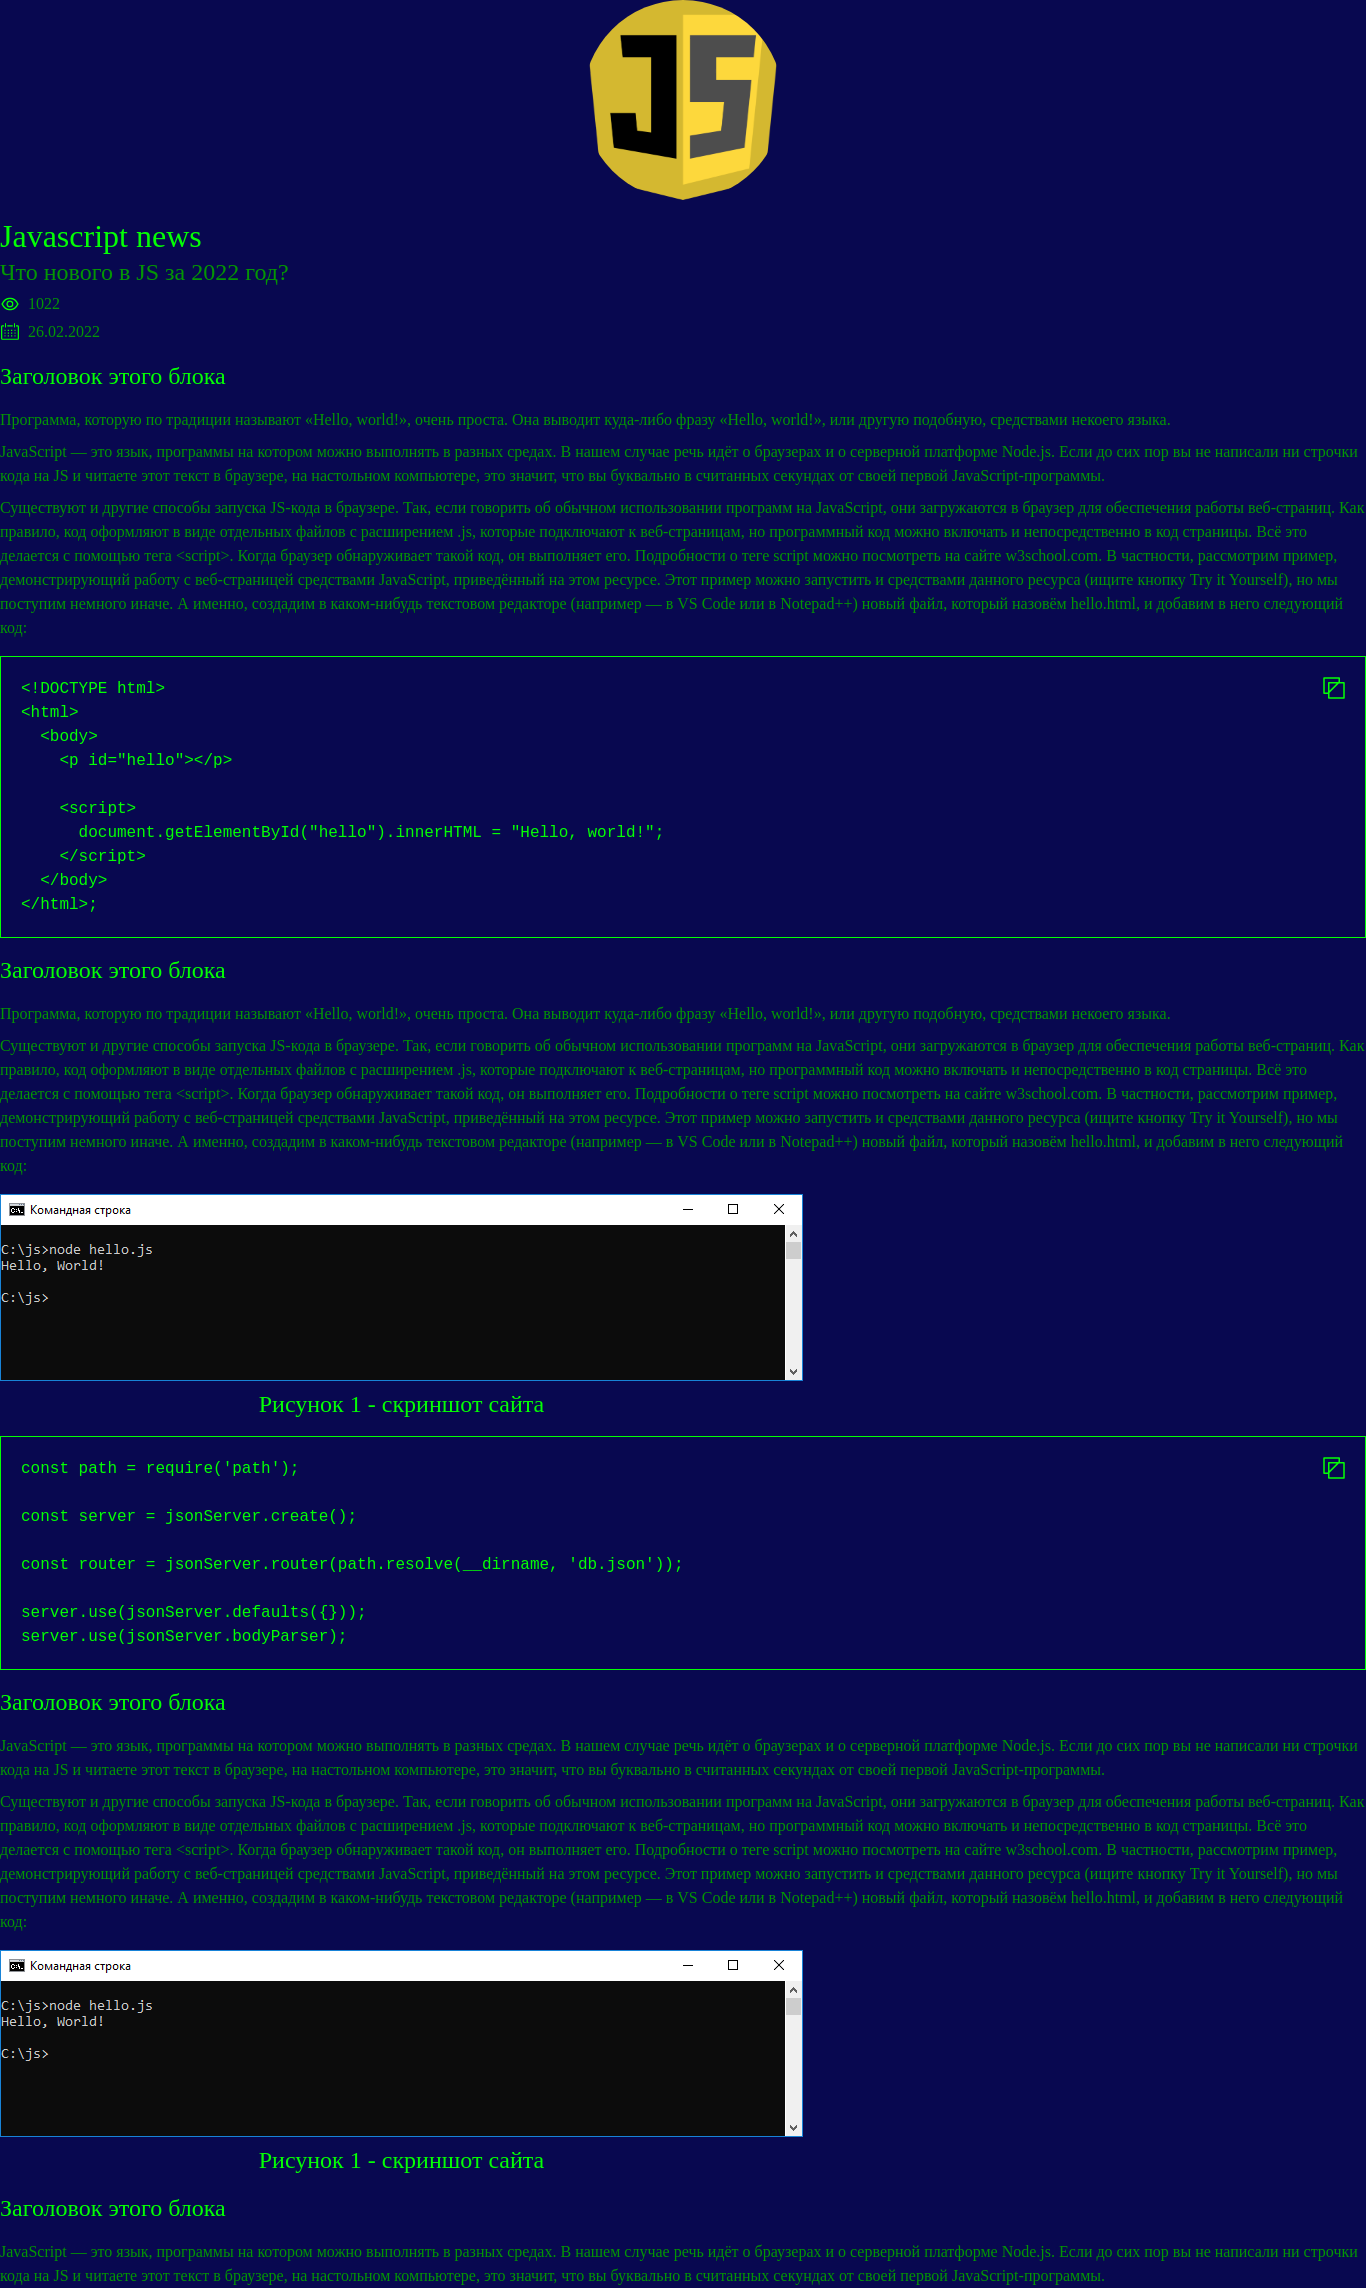 JS
Javascript news
Что нового в JS за 2022 год?
1022
26.02.2022
Заголовок этого блока
Программа, которую по традиции называют «Hello, world!», очень проста. Она выводит куда-либо фразу «Hello, world!», или другую подобную, средствами некоего языка.
JavaScript — это язык, программы на котором можно выполнять в разных средах. В нашем случае речь идёт о браузерах и о серверной платформе Node.js. Если до сих пор вы не написали ни строчки
кода на JS и читаете этот текст в браузере, на настольном компьютере, это значит, что вы буквально в считанных секундах от своей первой JavaScript-программы.
Существуют и другие способы запуска JS-кода в браузере. Так, если говорить об обычном использовании программ на JavaScript, они загружаются в браузер для обеспечения работы веб-страниц. Как
правило, код оформляют в виде отдельных файлов с расширением .js, которые подключают к веб-страницам, но программный код можно включать и непосредственно в код страницы. Всё это
делается с помощью тега <script>. Когда браузер обнаруживает такой код, он выполняет его. Подробности о теге script можно посмотреть на сайте w3school.com. В частности, рассмотрим пример,
демонстрирующий работу с веб-страницей средствами JavaScript, приведённый на этом ресурсе. Этот пример можно запустить и средствами данного ресурса (ищите кнопку Try it Yourself), но мы
поступим немного иначе. А именно, создадим в каком-нибудь текстовом редакторе (например — в VS Code или в Notepad++) новый файл, который назовём hello.html, и добавим в него следующий
код:
<!DOCTYPE html>
<html>
  <body>
    <p id="hello"></p>

    <script>
      document.getElementById("hello").innerHTML = "Hello, world!";
    </script>
  </body>
</html>;
Заголовок этого блока
Программа, которую по традиции называют «Hello, world!», очень проста. Она выводит куда-либо фразу «Hello, world!», или другую подобную, средствами некоего языка.
Существуют и другие способы запуска JS-кода в браузере. Так, если говорить об обычном использовании программ на JavaScript, они загружаются в браузер для обеспечения работы веб-страниц. Как
правило, код оформляют в виде отдельных файлов с расширением .js, которые подключают к веб-страницам, но программный код можно включать и непосредственно в код страницы. Всё это
делается с помощью тега <script>. Когда браузер обнаруживает такой код, он выполняет его. Подробности о теге script можно посмотреть на сайте w3school.com. В частности, рассмотрим пример,
демонстрирующий работу с веб-страницей средствами JavaScript, приведённый на этом ресурсе. Этот пример можно запустить и средствами данного ресурса (ищите кнопку Try it Yourself), но мы
поступим немного иначе. А именно, создадим в каком-нибудь текстовом редакторе (например — в VS Code или в Notepad++) новый файл, который назовём hello.html, и добавим в него следующий
код:
Командная строка
C:\js>node hello.js
Hello, World!
C:\js>
Рисунок 1 - скриншот сайта
const path = require('path');

const server = jsonServer.create();

const router = jsonServer.router(path.resolve(__dirname, 'db.json'));

server.use(jsonServer.defaults({}));
server.use(jsonServer.bodyParser);
Заголовок этого блока
JavaScript — это язык, программы на котором можно выполнять в разных средах. В нашем случае речь идёт о браузерах и о серверной платформе Node.js. Если до сих пор вы не написали ни строчки
кода на JS и читаете этот текст в браузере, на настольном компьютере, это значит, что вы буквально в считанных секундах от своей первой JavaScript-программы.
Существуют и другие способы запуска JS-кода в браузере. Так, если говорить об обычном использовании программ на JavaScript, они загружаются в браузер для обеспечения работы веб-страниц. Как
правило, код оформляют в виде отдельных файлов с расширением .js, которые подключают к веб-страницам, но программный код можно включать и непосредственно в код страницы. Всё это
делается с помощью тега <script>. Когда браузер обнаруживает такой код, он выполняет его. Подробности о теге script можно посмотреть на сайте w3school.com. В частности, рассмотрим пример,
демонстрирующий работу с веб-страницей средствами JavaScript, приведённый на этом ресурсе. Этот пример можно запустить и средствами данного ресурса (ищите кнопку Try it Yourself), но мы
поступим немного иначе. А именно, создадим в каком-нибудь текстовом редакторе (например — в VS Code или в Notepad++) новый файл, который назовём hello.html, и добавим в него следующий
код:
Командная строка
C:\js>node hello.js
Hello, World!
C:\js>
Рисунок 1 - скриншот сайта
Заголовок этого блока
JavaScript — это язык, программы на котором можно выполнять в разных средах. В нашем случае речь идёт о браузерах и о серверной платформе Node.js. Если до сих пор вы не написали ни строчки
кода на JS и читаете этот текст в браузере, на настольном компьютере, это значит, что вы буквально в считанных секундах от своей первой JavaScript-программы.